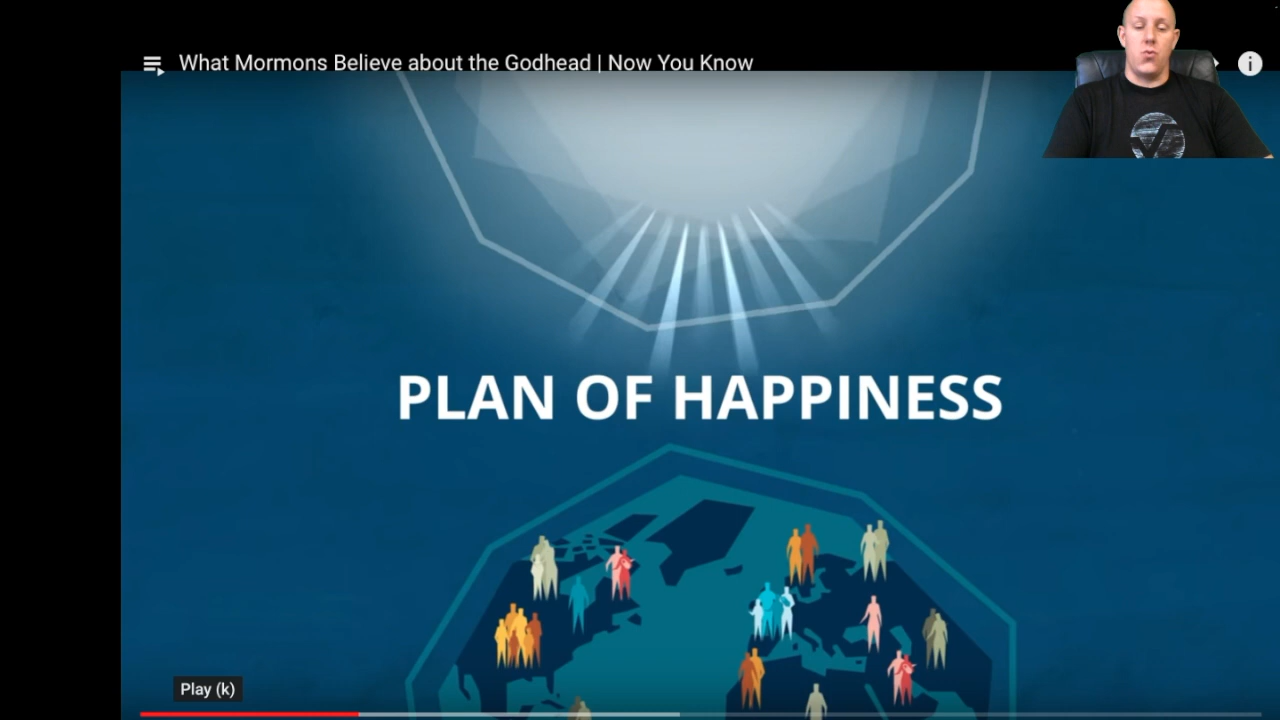 What Mormons Believe about the Godhead | Now You Know
PLAN OF HAPPINESS
Play (k)